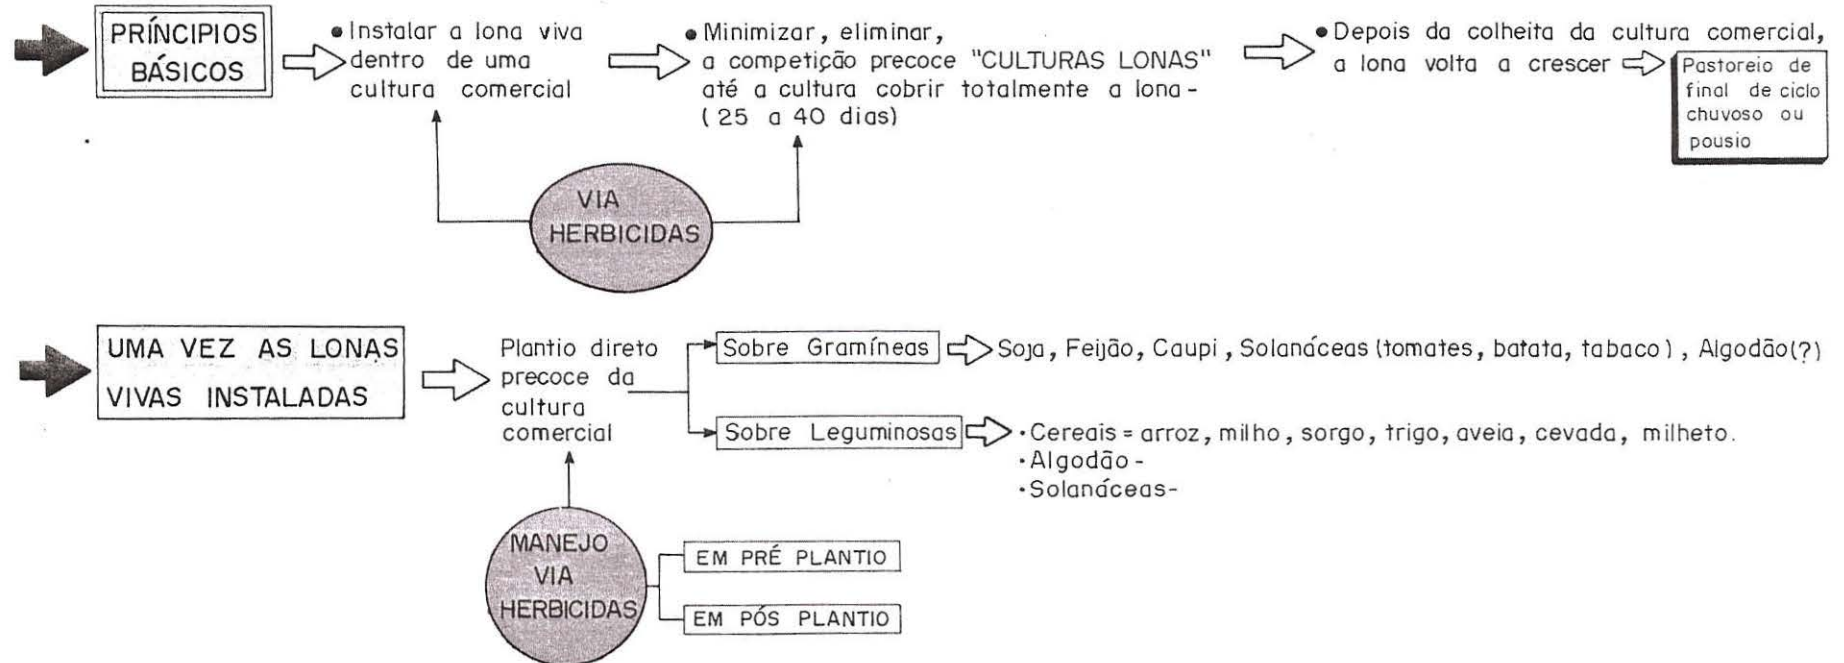 PRÍNCIPIOS
BÁSICOS
• Instalar a lona viva
dentro de uma
cultura comercial
• Minimizar, eliminar,
a competição precoce "CULTURAS LONAS"
até a cultura cobrir totalmente a lona -
(25 a 40 dias)
• Depois da colheita da cultura comercial,
a lona volta a crescer
Pastoreio de
final de ciclo
chuvoso ou
pousio
VIA
HERBICIDAS
UMA VEZ AS LONAS
VIVAS INSTALADAS
Plantio direto
precoce da
cultura
comercial
Sobre Gramíneas
Soja, Feijão, Caupi, Solanáceas (tomates, batata, tabaco), Algodão(?)
Sobre Leguminosas
· Cereais = arroz, milho, sorgo, trigo, aveia, cevada, milheto.
· Algodão -
· Solanáceas -
MANEJO
VIA
HERBICIDAS
EM PRÉ PLANTIO
EM PÓS PLANTIO